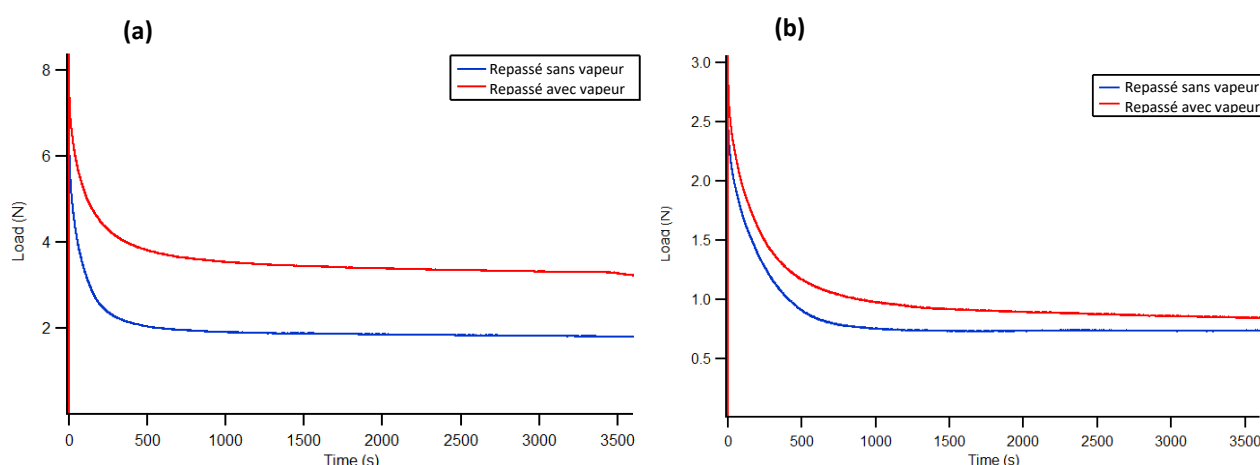 (a)
Repassé sans vapeur
Repassé avec vapeur
8
6
4
2
Load (N)
0 500 1000 1500 2000 2500 3000 3500
Time (s)
(b)
Repassé sans vapeur
Repassé avec vapeur
3.0
2.5
2.0
1.5
1.0
0.5
Load (N)
0 500 1000 1500 2000 2500 3000 3500
Time (s)